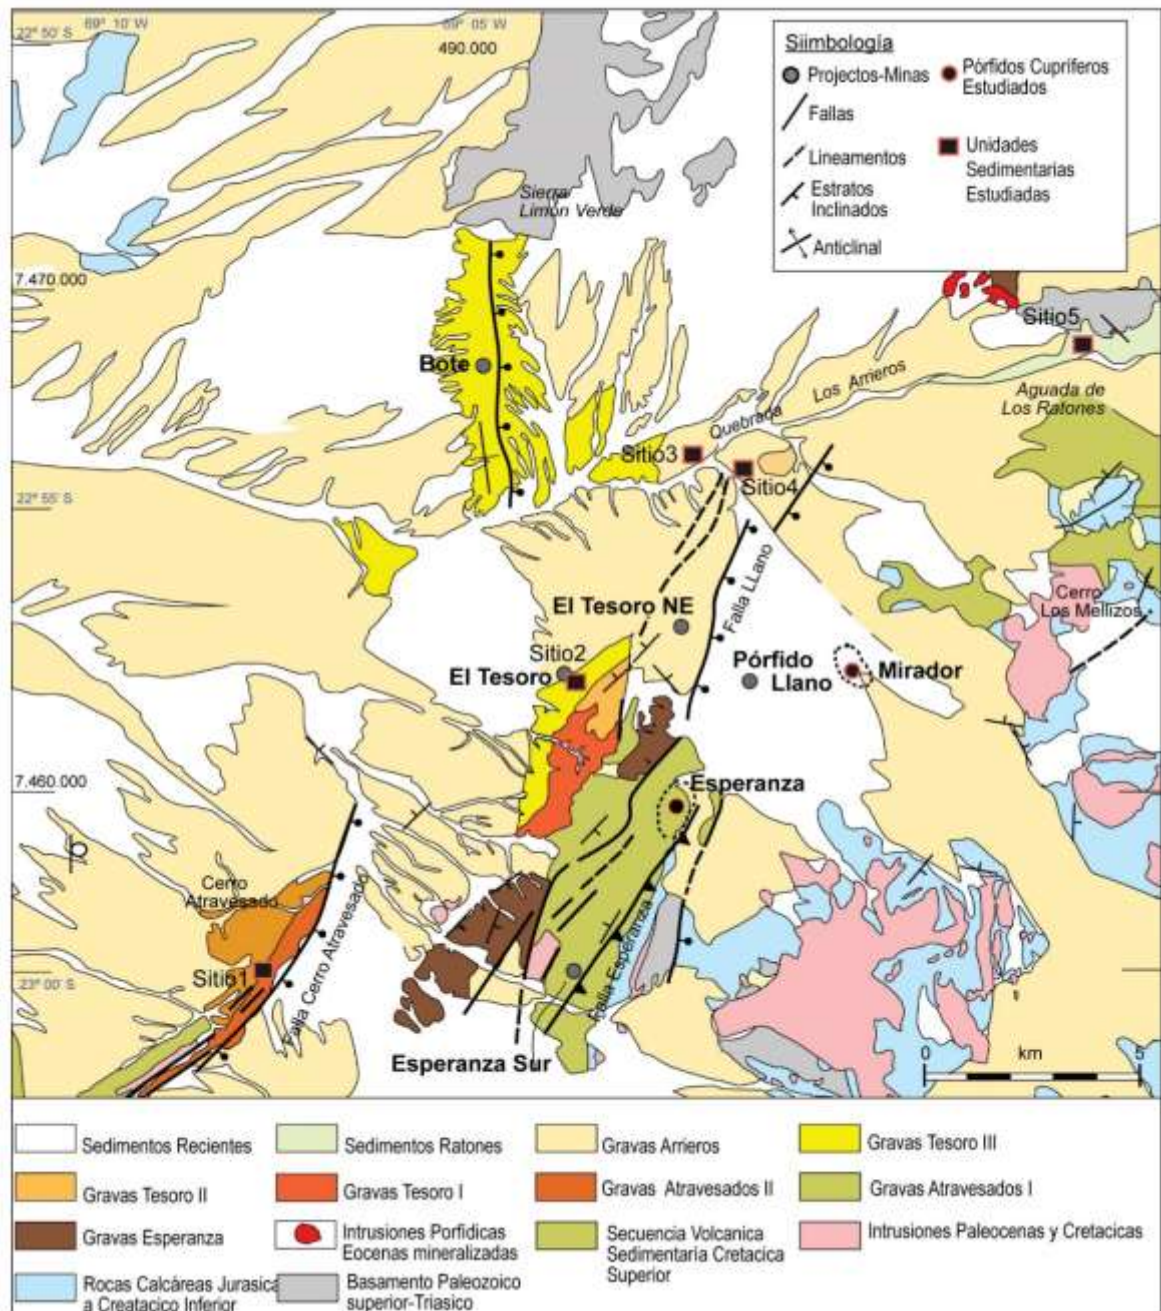 69° 10' W
69° 05' W
22° 50' S
490.000
Siimbología
Projectos-Minas
Pórfidos Cupríferos
Estudiados
Fallas
Lineamentos
Unidades
Sedimentarías
Estudiadas
Estratos
Inclinados
Anticlinal
Sierra
Limón Verde
7.470.000
Sitio5
Bote
Los Arrieros
Aguada de
Los Ratones
Quebrada
Sitio3
Sitio4
22° 55' S
Falla LLano
El Tesoro NE
Cerro
Los Mellizos
Sitio2
El Tesoro
Pórfido
Llano
Mirador
7.460.000
Esperanza
Cerro
Atravesado
Falla Cerro Atravesado
Falla Esperanza
Sitio1
23° 00' S
Esperanza Sur
0 km 5
Sedimentos Recientes
Sedimentos Ratones
Gravas Arrieros
Gravas Tesoro III
Gravas Tesoro II
Gravas Tesoro I
Gravas Atravesados II
Gravas Atravesados I
Gravas Esperanza
Intrusiones Porfidicas
Eocenas mineralizadas
Secuencia Volcanica
Sedimentaría Cretacica
Superior
Intrusiones Paleocenas y Cretacicas
Rocas Calcáreas Jurasica
a Creatacico Inferior
Basamento Paleozoico
superior-Triasico